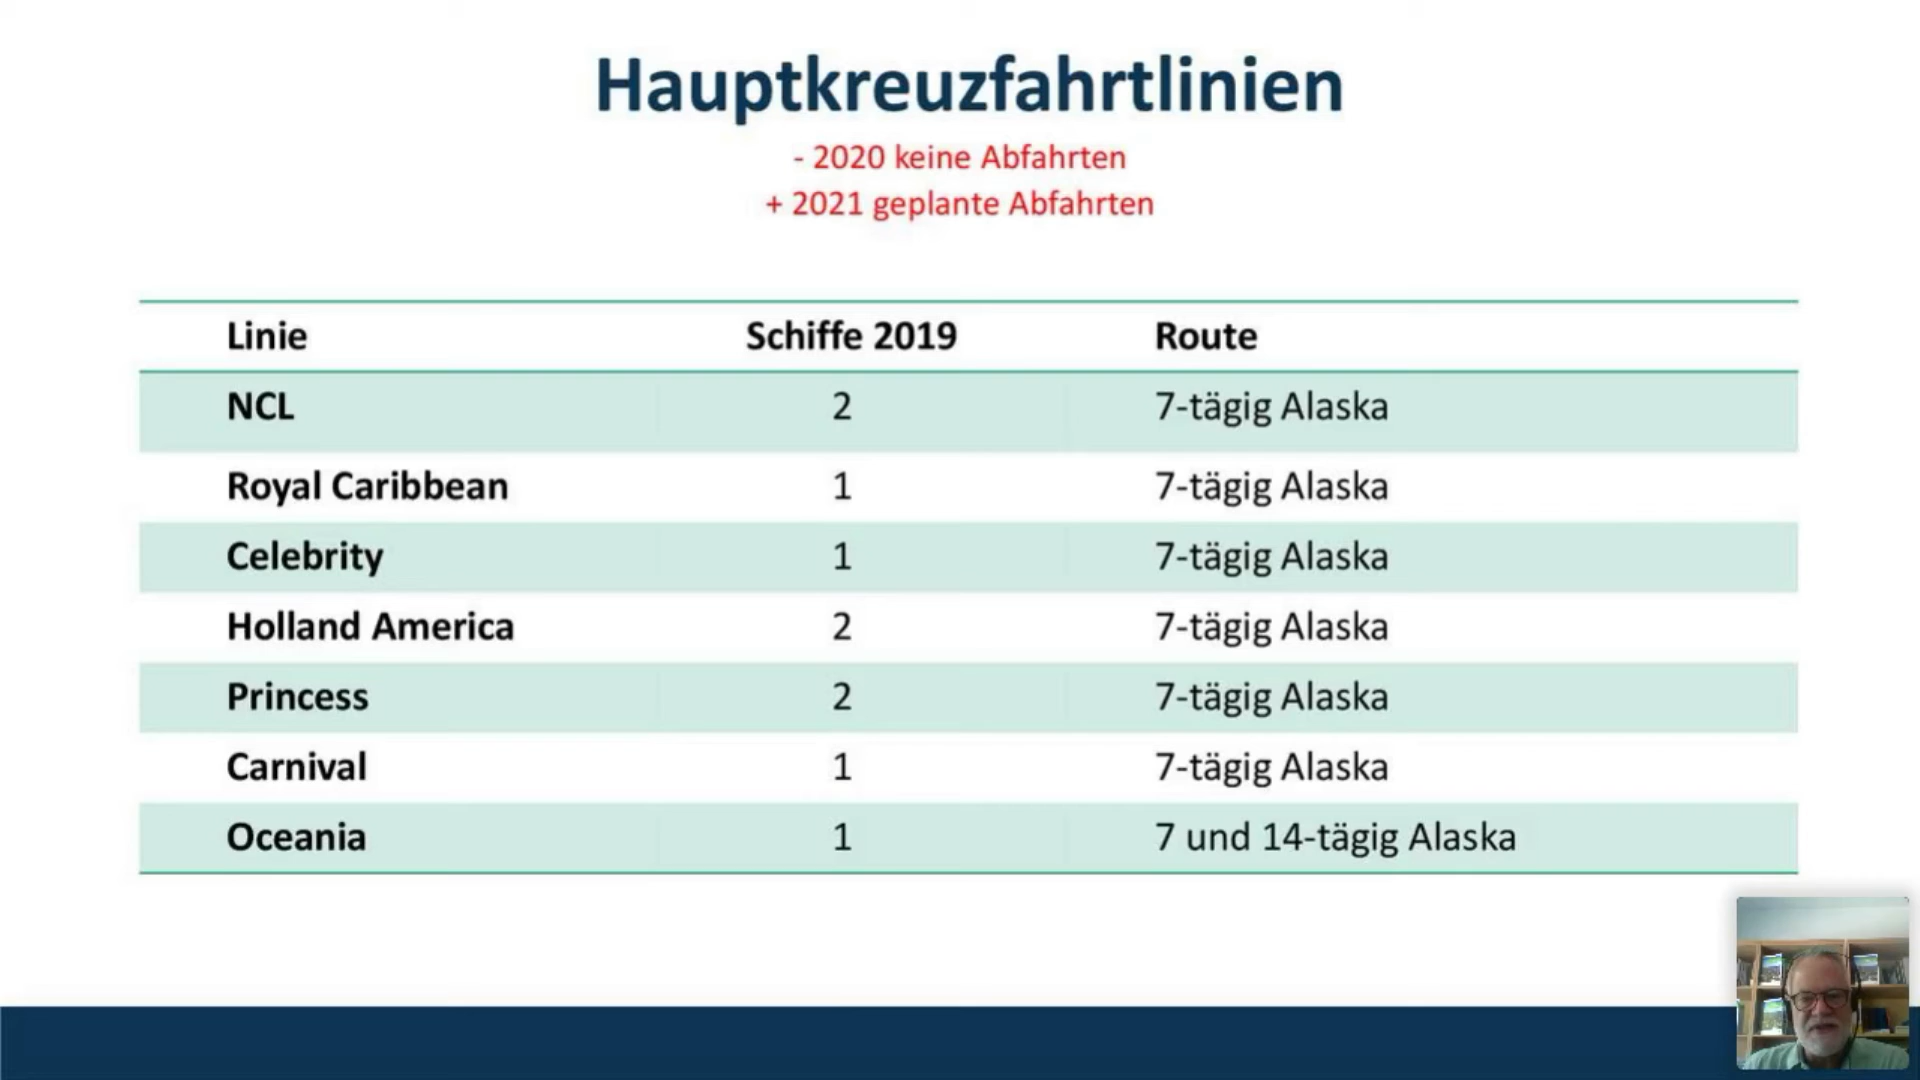 Hauptkreuzfahrtlinien
- 2020 keine Abfahrten
+ 2021 geplante Abfahrten
Linie Schiffe 2019 Route
NCL 2 7-tägig Alaska
Royal Caribbean 1 7-tägig Alaska
Celebrity 1 7-tägig Alaska
Holland America 2 7-tägig Alaska
Princess 2 7-tägig Alaska
Carnival 1 7-tägig Alaska
Oceania 1 7 und 14-tägig Alaska